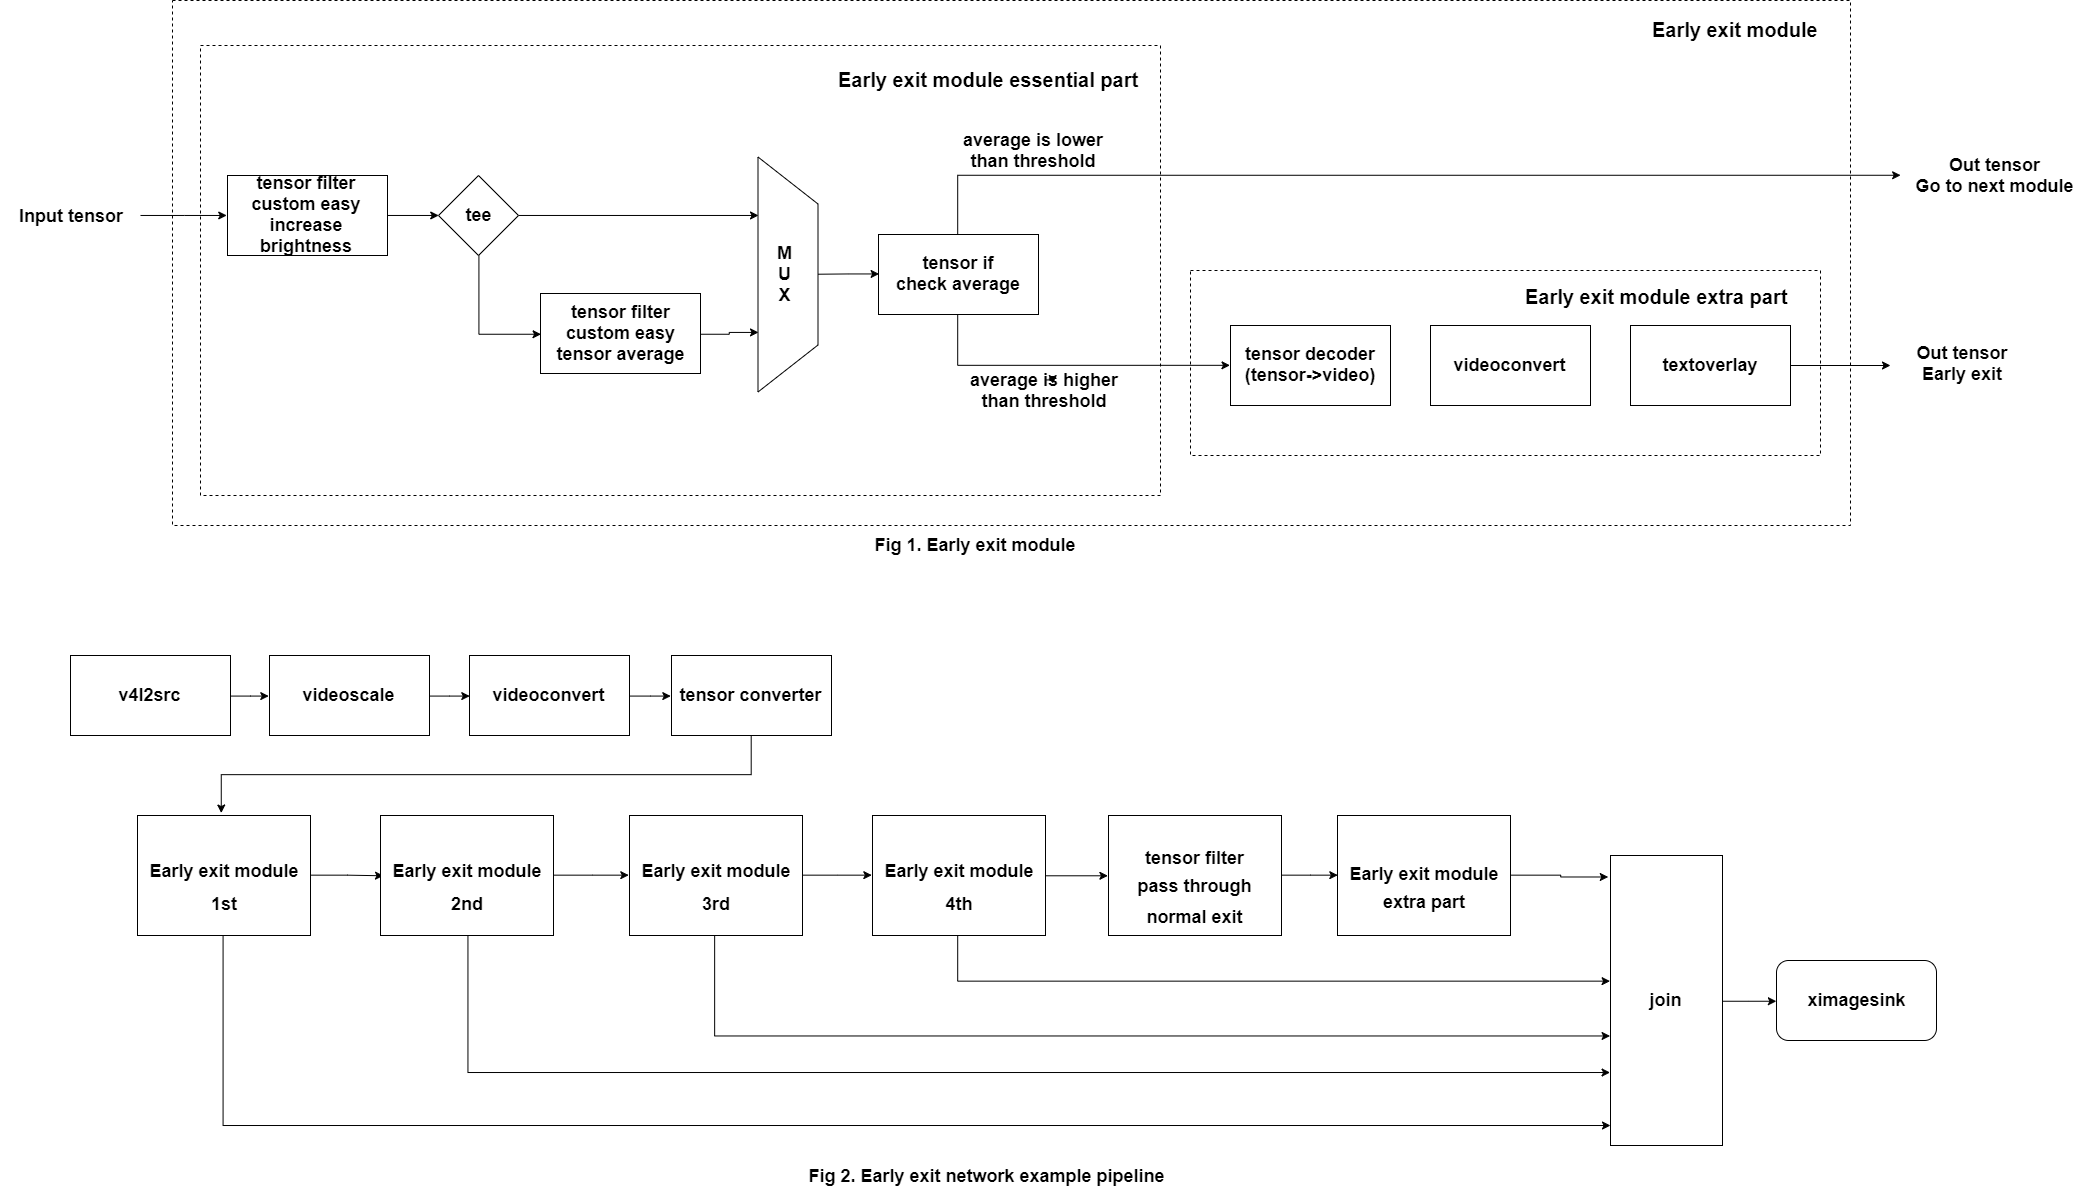 Early exit module
Early exit module essential part
average is lower
than threshold
Out tensor
Go to next module
Input tensor
tensor filter
custom easy
increase
brightness
tee
M
U
X
tensor if
check average
tensor filter
custom easy
tensor average
average is higher
than threshold
Early exit module extra part
tensor decoder
(tensor->video)
videoconvert
textoverlay
Out tensor
Early exit
Fig 1. Early exit module
v4l2src
videoscale
videoconvert
tensor converter
Early exit module
1st
Early exit module
2nd
Early exit module
3rd
Early exit module
4th
tensor filter
pass through
normal exit
Early exit module
extra part
join
ximagesink
Fig 2. Early exit network example pipeline